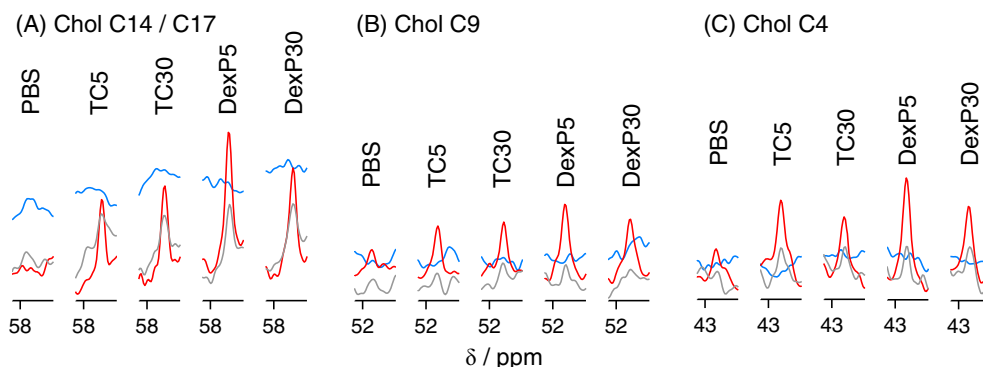 (A) Chol C14 / C17
PBS
TC5
TC30
DexP5
DexP30
58
58
58
58
58
(B) Chol C9
PBS
TC5
TC30
DexP5
DexP30
52
52
52
52
52
(C) Chol C4
PBS
TC5
TC30
DexP5
DexP30
43
43
43
43
43
δ / ppm